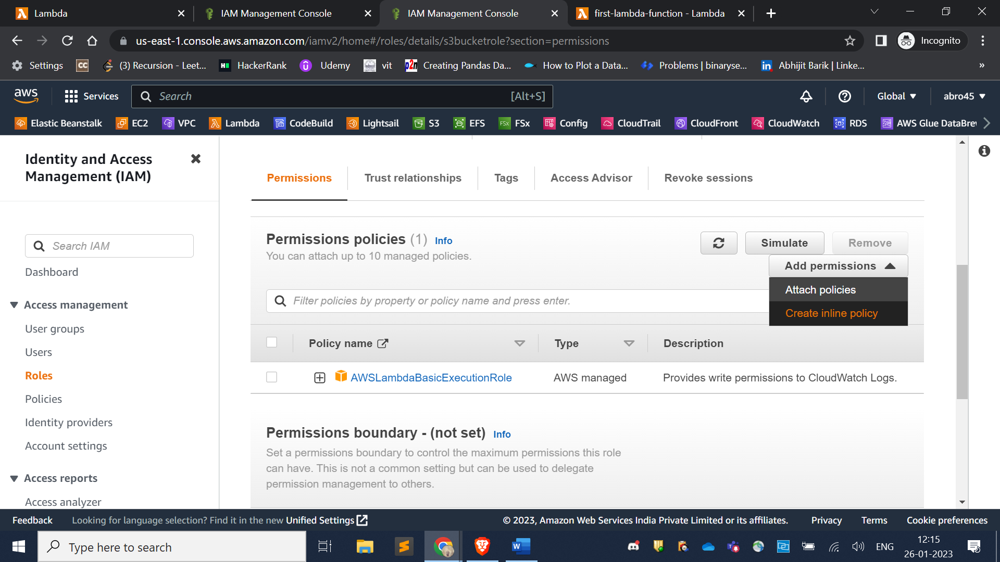 Lambda
IAM Management Console
IAM Management Console
first-lambda-function - Lambda
us-east-1.console.aws.amazon.com/iamv2/home#/roles/details/s3bucketrole?section=permissions
Incognito
Settings
CC
(3) Recursion - Leet...
HackerRank
Udemy
vit
p2n
Creating Pandas Da...
How to Plot a Data...
Problems | binaryse...
in
Abhijit Barik | Linke...
»
aws
Services
Search
[Alt+S]
Global
abro45
Elastic Beanstalk
EC2
VPC
Lambda
CodeBuild
Lightsail
S3
EFS
FSx
FSx
Config
CloudTrail
CloudFront
CloudWatch
RDS
AWS Glue DataBrew
Identity and Access
Management (IAM)
Search IAM
Dashboard
Access management
User groups
Users
Roles
Policies
Identity providers
Account settings
Access reports
Access analyzer
Permissions
Trust relationships
Tags
Access Advisor
Revoke sessions
Permissions policies (1) Info
You can attach up to 10 managed policies.
Simulate
Remove
Add permissions
Attach policies
Create inline policy
Filter policies by property or policy name and press enter.
Policy name
Type
Description
AWSLambdaBasicExecutionRole
AWS managed
Provides write permissions to CloudWatch Logs.
Permissions boundary - (not set) Info
Set a permissions boundary to control the maximum permissions this role
can have. This is not a common setting but can be used to delegate
permission management to others.
Feedback
Looking for language selection? Find it in the new Unified Settings
© 2023, Amazon Web Services India Private Limited or its affiliates.
Privacy
Terms
Cookie preferences
Type here to search
W
ENG
12:15
26-01-2023